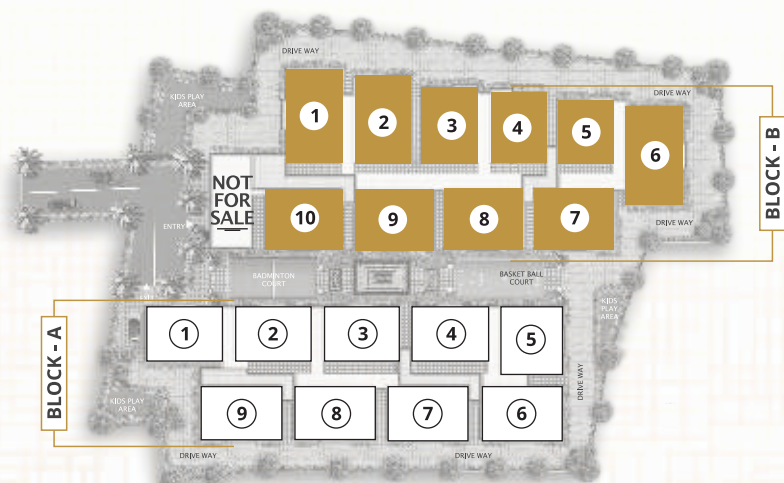 DRIVE WAY
DRIVE WAY
KIDS PLAY
AREA
1
2
3
4
5
6
BLOCK - B
NOT
FOR
SALE
10
9
8
7
ENTRY
DRIVE WAY
BADMINTON
COURT
BASKET BALL
COURT
KIDS
PLAY
AREA
BLOCK - A
1
2
3
4
5
9
8
7
6
DRIVE WAY
KIDS PLAY
AREA
DRIVE WAY
DRIVE WAY